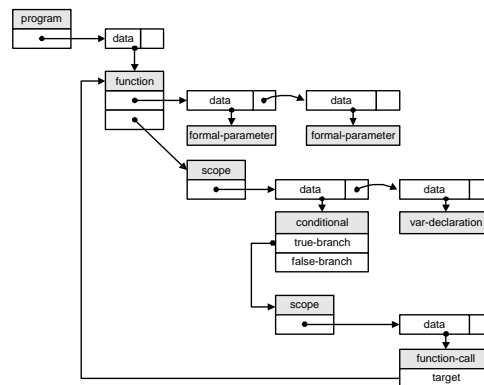 program
data
function
data
data
formal-parameter
formal-parameter
scope
data
data
conditional
var-declaration
true-branch
false-branch
scope
data
function-call
target